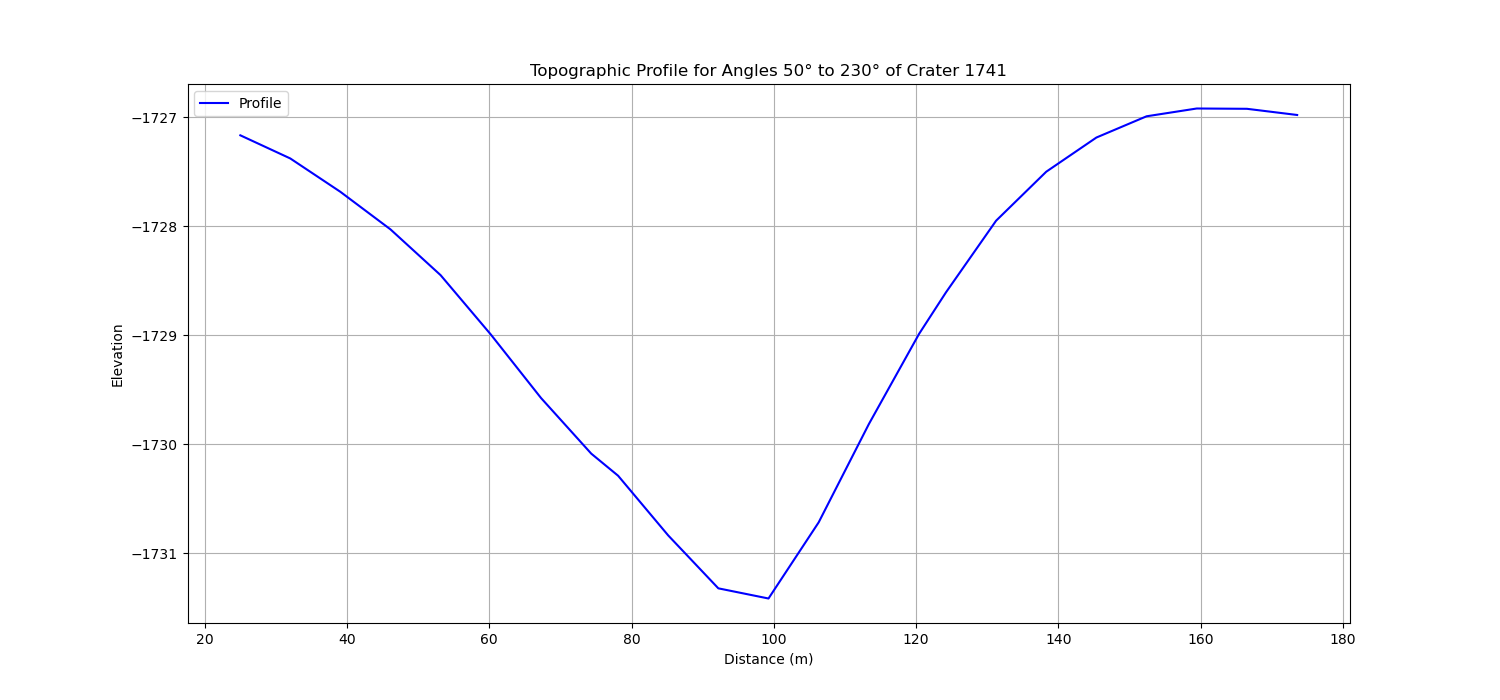 Topographic Profile for Angles 50° to 230° of Crater 1741
Profile
−1727
−1728
−1729
−1730
−1731
Elevation
20 40 60 80 100 120 140 160 180
Distance (m)